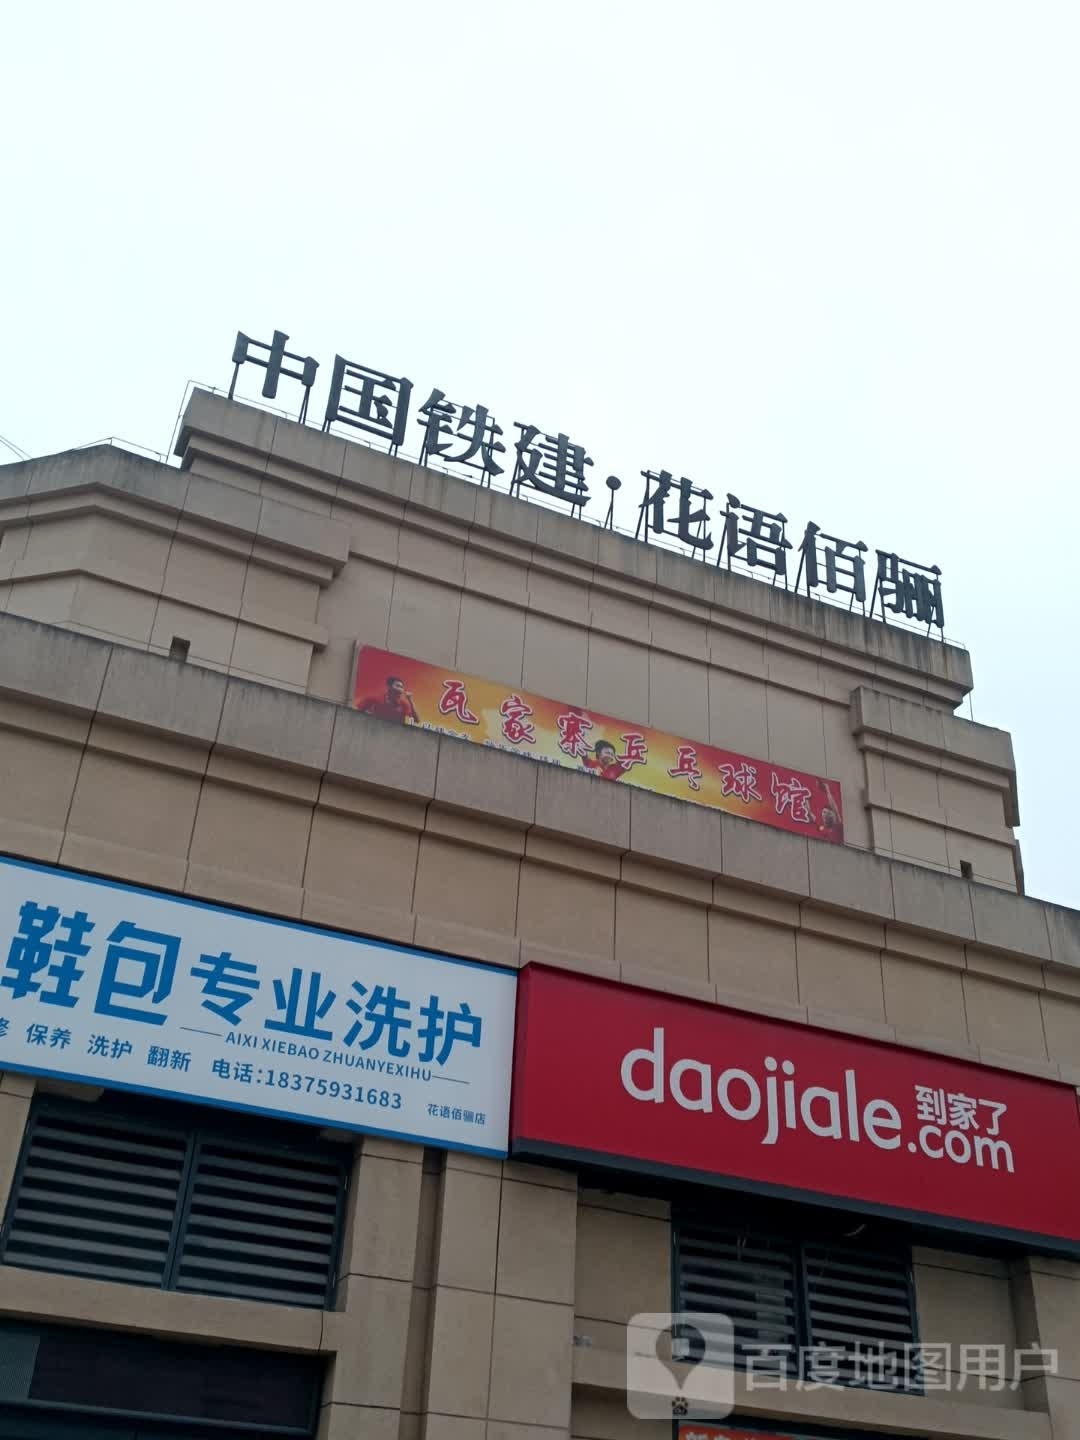 中国铁建·花语佰骊
瓦家寨乒乓球馆
鞋包专业洗护
AIXI XIEBAO ZHUANYEXIHU
修 保养 洗护 翻新 电话:18375931683 花语佰骊店
daojiale.com
到家了
百度地图用户